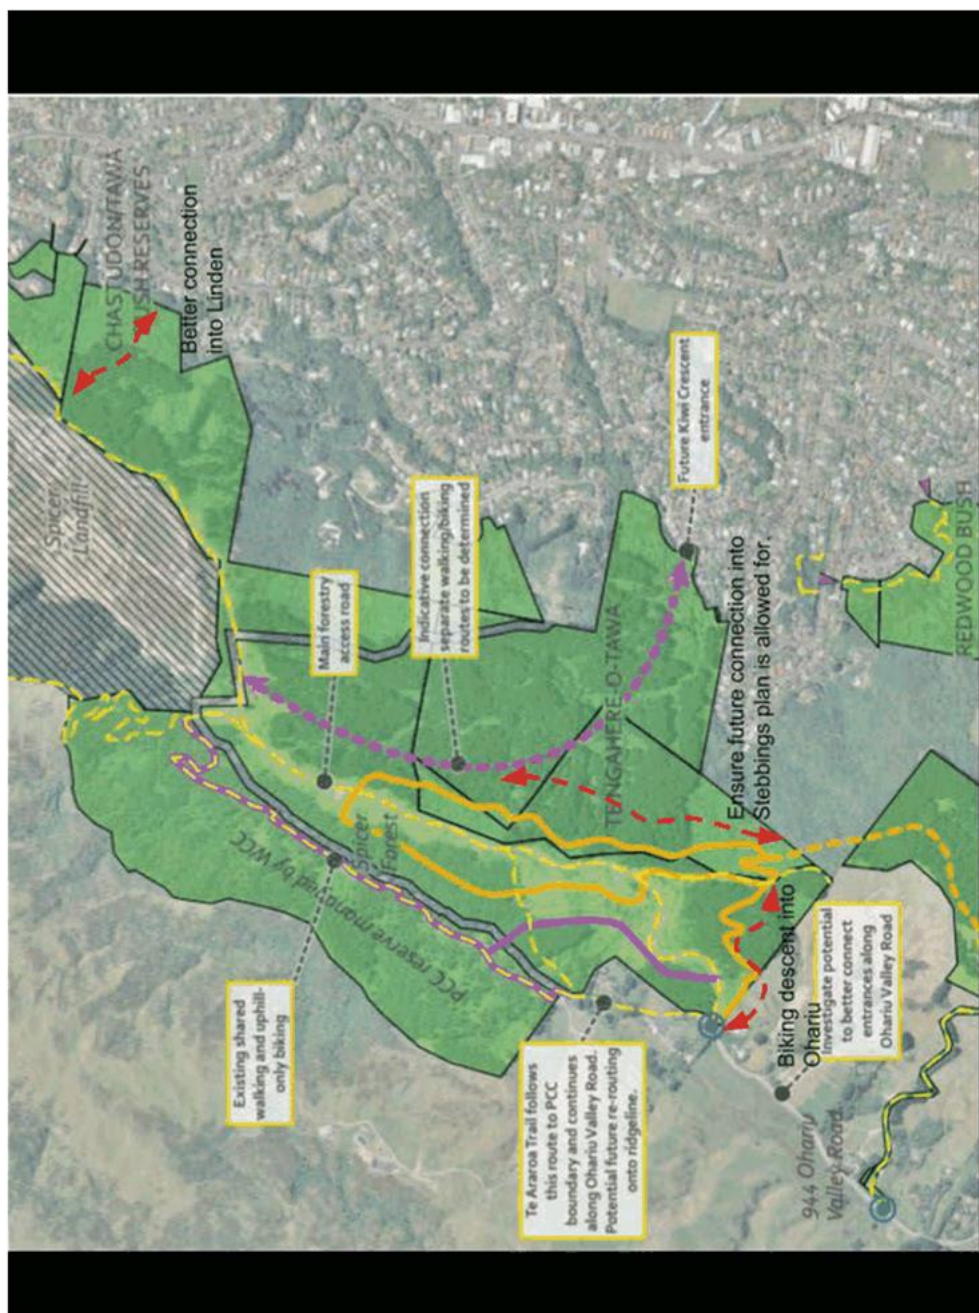 CHASTUDON/TAWA
BUSH RESERVES
Better connection
into Linden
Spicer
Landfill
Future Kiwi Crescent
entrance
Indicative connection
separate walking/biking
routes to be determined
Main forestry
access road
REDWOOD BUSH
TE NGAHERE-O-TAWA
Ensure future connection into
Stebbings plan is allowed for.
Spicer
Forest
PCC reserve managed by WCC
Existing shared
walking and uphill-
only biking
Biking descent into
Ohariu
Investigate potential
to better connect
entrances along
Ohariu Valley Road
Te Araroa Trail follows
this route to PCC
boundary and continues
along Ohariu Valley Road.
Potential future re-routing
onto ridgeline.
944 Ohariu
Valley Road